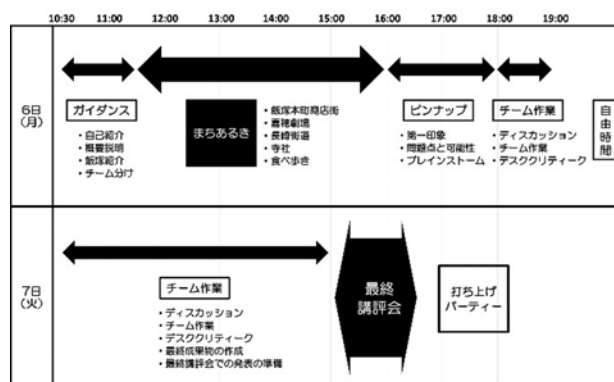 10:30 11:00 12:00 13:00 14:00 15:00 16:00 17:00 18:00 19:00
6日
(月)
ガイダンス
・自己紹介
・概要説明
・飯塚紹介
・チーム分け
まちあるき
・飯塚本町商店街
・嘉穂劇場
・長崎街道
・寺社
・食べ歩き
ピンナップ
・第一印象
・問題点と可能性
・ブレインストーム
チーム作業
・ディスカッション
・チーム作業
・デスククリティーク
自由時間
7日
(火)
チーム作業
・ディスカッション
・チーム作業
・デスククリティーク
・最終成果物の作成
・最終講評会での発表の準備
最終
講評会
打ち上げ
パーティー